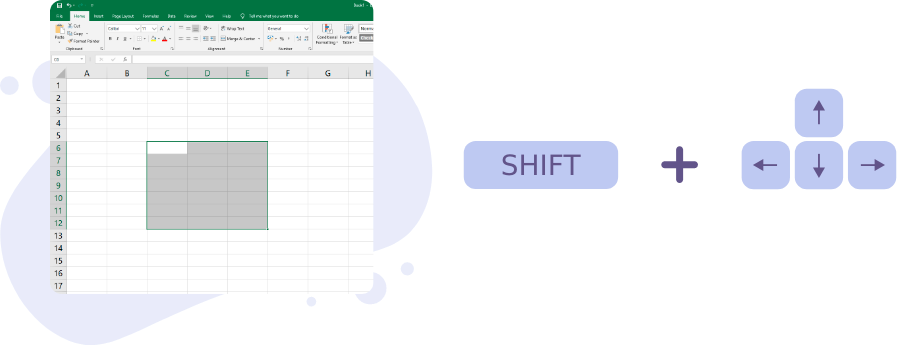 Book1 -
File Home Insert Page Layout Formulas Data Review View Help Tell me what you want to do
Cut
Copy
Format Painter
Paste
Clipboard
Calibri 11
B I U
Font
Wrap Text
Merge & Center
Alignment
General
Number
Conditional Formatting
Format as Table
A B C D E F G H
1
2
3
4
5
6
7
8
9
10
11
12
13
14
15
16
17
SHIFT + ↑ ← ↓ →